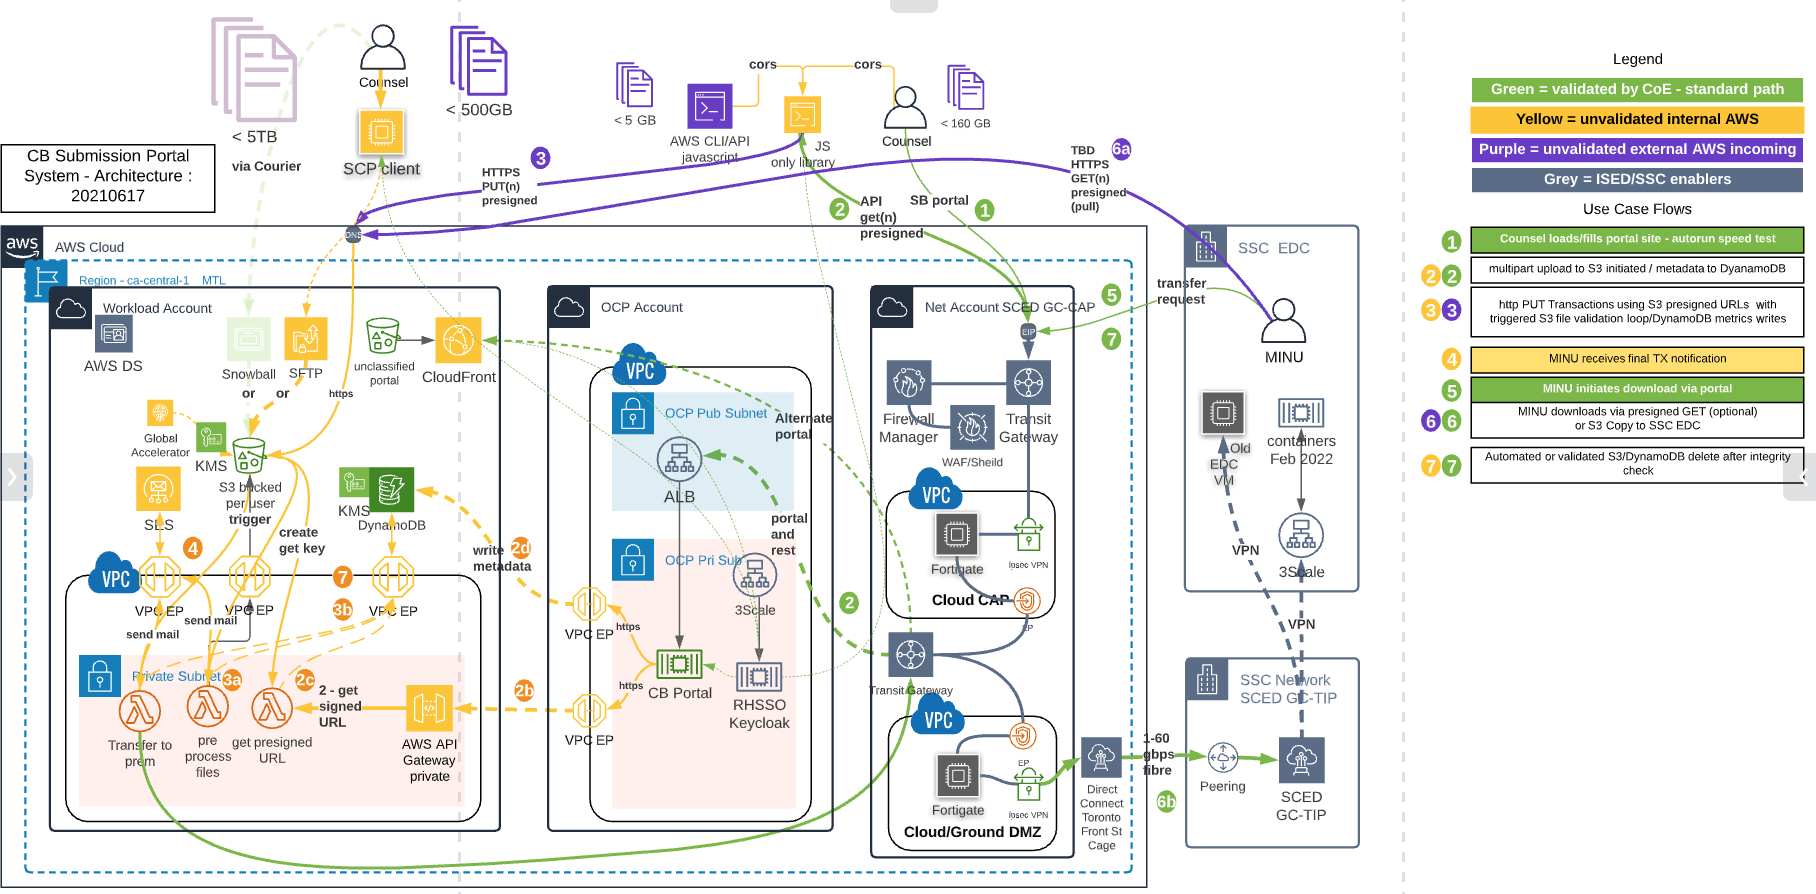 CB Submission Portal
System - Architecture :
20210617
< 5TB
via Courier
Counsel
SCP client
< 500GB
< 5 GB
AWS CLI/API
javascript
cors
cors
JS
only library
Counsel
< 160 GB
3
HTTPS
PUT(n)
presigned
2
API
get(n)
presigned
SB portal
1
TBD
HTTPS
GET(n)
presigned
(pull)
6a
DNS
aws
AWS Cloud
Region - ca-central-1 MTL
Workload Account
AWS DS
Snowball
or
SFTP
or
https
unclassified
portal
CloudFront
Global
Accelerator
KMS
S3 bucked
per user
trigger
SES
KMS
DynamoDB
create
get key
4
7
3b
VPC
VPC EP
VPC EP
VPC EP
send mail
send mail
Private Subnet
3a
2c
2 - get
signed
URL
Transfer to
prem
pre
process
files
get presigned
URL
AWS API
Gateway
private
write
metadata
2d
2b
OCP Account
VPC
OCP Pub Subnet
ALB
Alternate
portal
portal
and
rest
OCP Pri Sub
3Scale
VPC EP
https
VPC EP
https
CB Portal
RHSSO
Keycloak
2
Net Account SCED GC-CAP
EIP
5
7
transfer
request
Firewall
Manager
Transit
Gateway
WAF/Sheild
VPC
Fortigate
Ipsec VPN
Cloud CAP
EP
Transit Gateway
VPC
EP
Fortigate
Ipsec VPN
Cloud/Ground DMZ
Direct
Connect
Toronto
Front St
Cage
1-60
gbps
fibre
6b
SSC EDC
MINU
Old
EDC
VM
containers
Feb 2022
3Scale
VPN
VPN
SSC Network
SCED GC-TIP
Peering
SCED
GC-TIP
Legend
Green = validated by CoE - standard path
Yellow = unvalidated internal AWS
Purple = unvalidated external AWS incoming
Grey = ISED/SSC enablers
Use Case Flows
1 Counsel loads/fills portal site - autorun speed test
2 2 multipart upload to S3 initiated / metadata to DyanamoDB
3 3 http PUT Transactions using S3 presigned URLs with
triggered S3 file validation loop/DynamoDB metrics writes
4 MINU receives final TX notification
5 MINU initiates download via portal
6 6 MINU downloads via presigned GET (optional)
or S3 Copy to SSC EDC
7 7 Automated or validated S3/DynamoDB delete after integrity
check